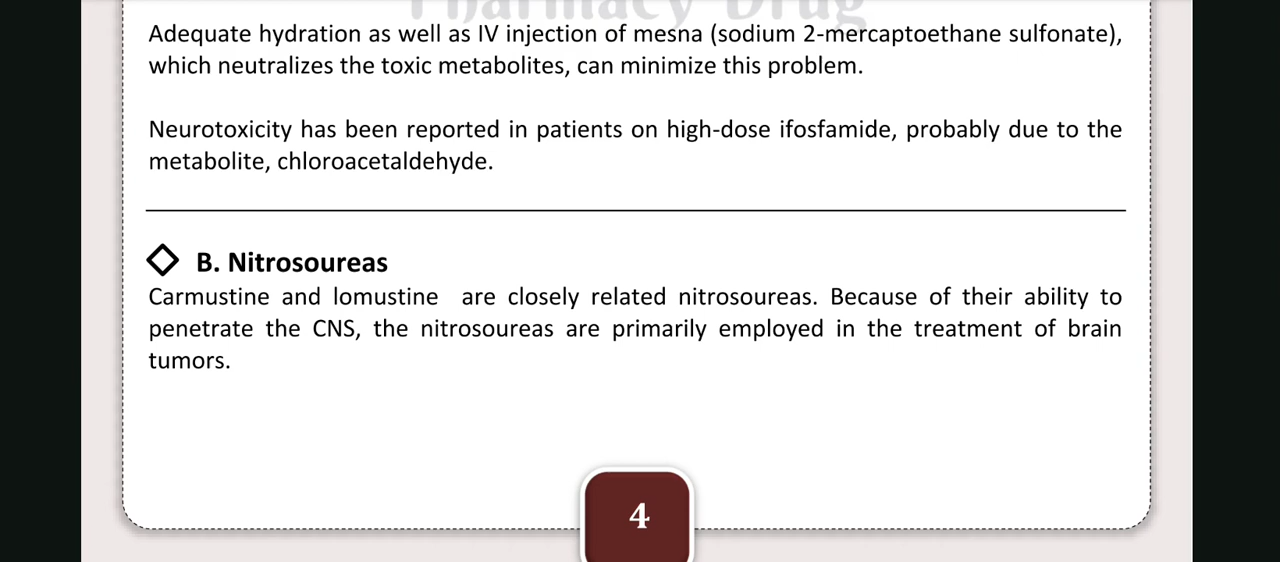 Pharmacy Drug
Adequate hydration as well as IV injection of mesna (sodium 2-mercaptoethane sulfonate),
which neutralizes the toxic metabolites, can minimize this problem.
Neurotoxicity has been reported in patients on high-dose ifosfamide, probably due to the
metabolite, chloroacetaldehyde.
B. Nitrosoureas
Carmustine and lomustine are closely related nitrosoureas. Because of their ability to
penetrate the CNS, the nitrosoureas are primarily employed in the treatment of brain
tumors.
4